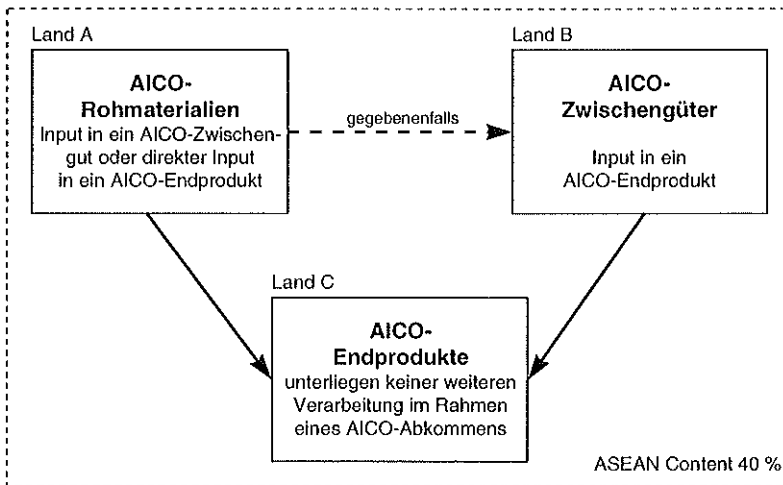 Land A
AICO-
Rohmaterialien
Input in ein AICO-Zwischen-
gut oder direkter Input
in ein AICO-Endprodukt
gegebenenfalls
Land B
AICO-
Zwischengüter
Input in ein
AICO-Endprodukt
Land C
AICO-
Endprodukte
unterliegen keiner weiteren
Verarbeitung im Rahmen
eines AICO-Abkommens
ASEAN Content 40 %